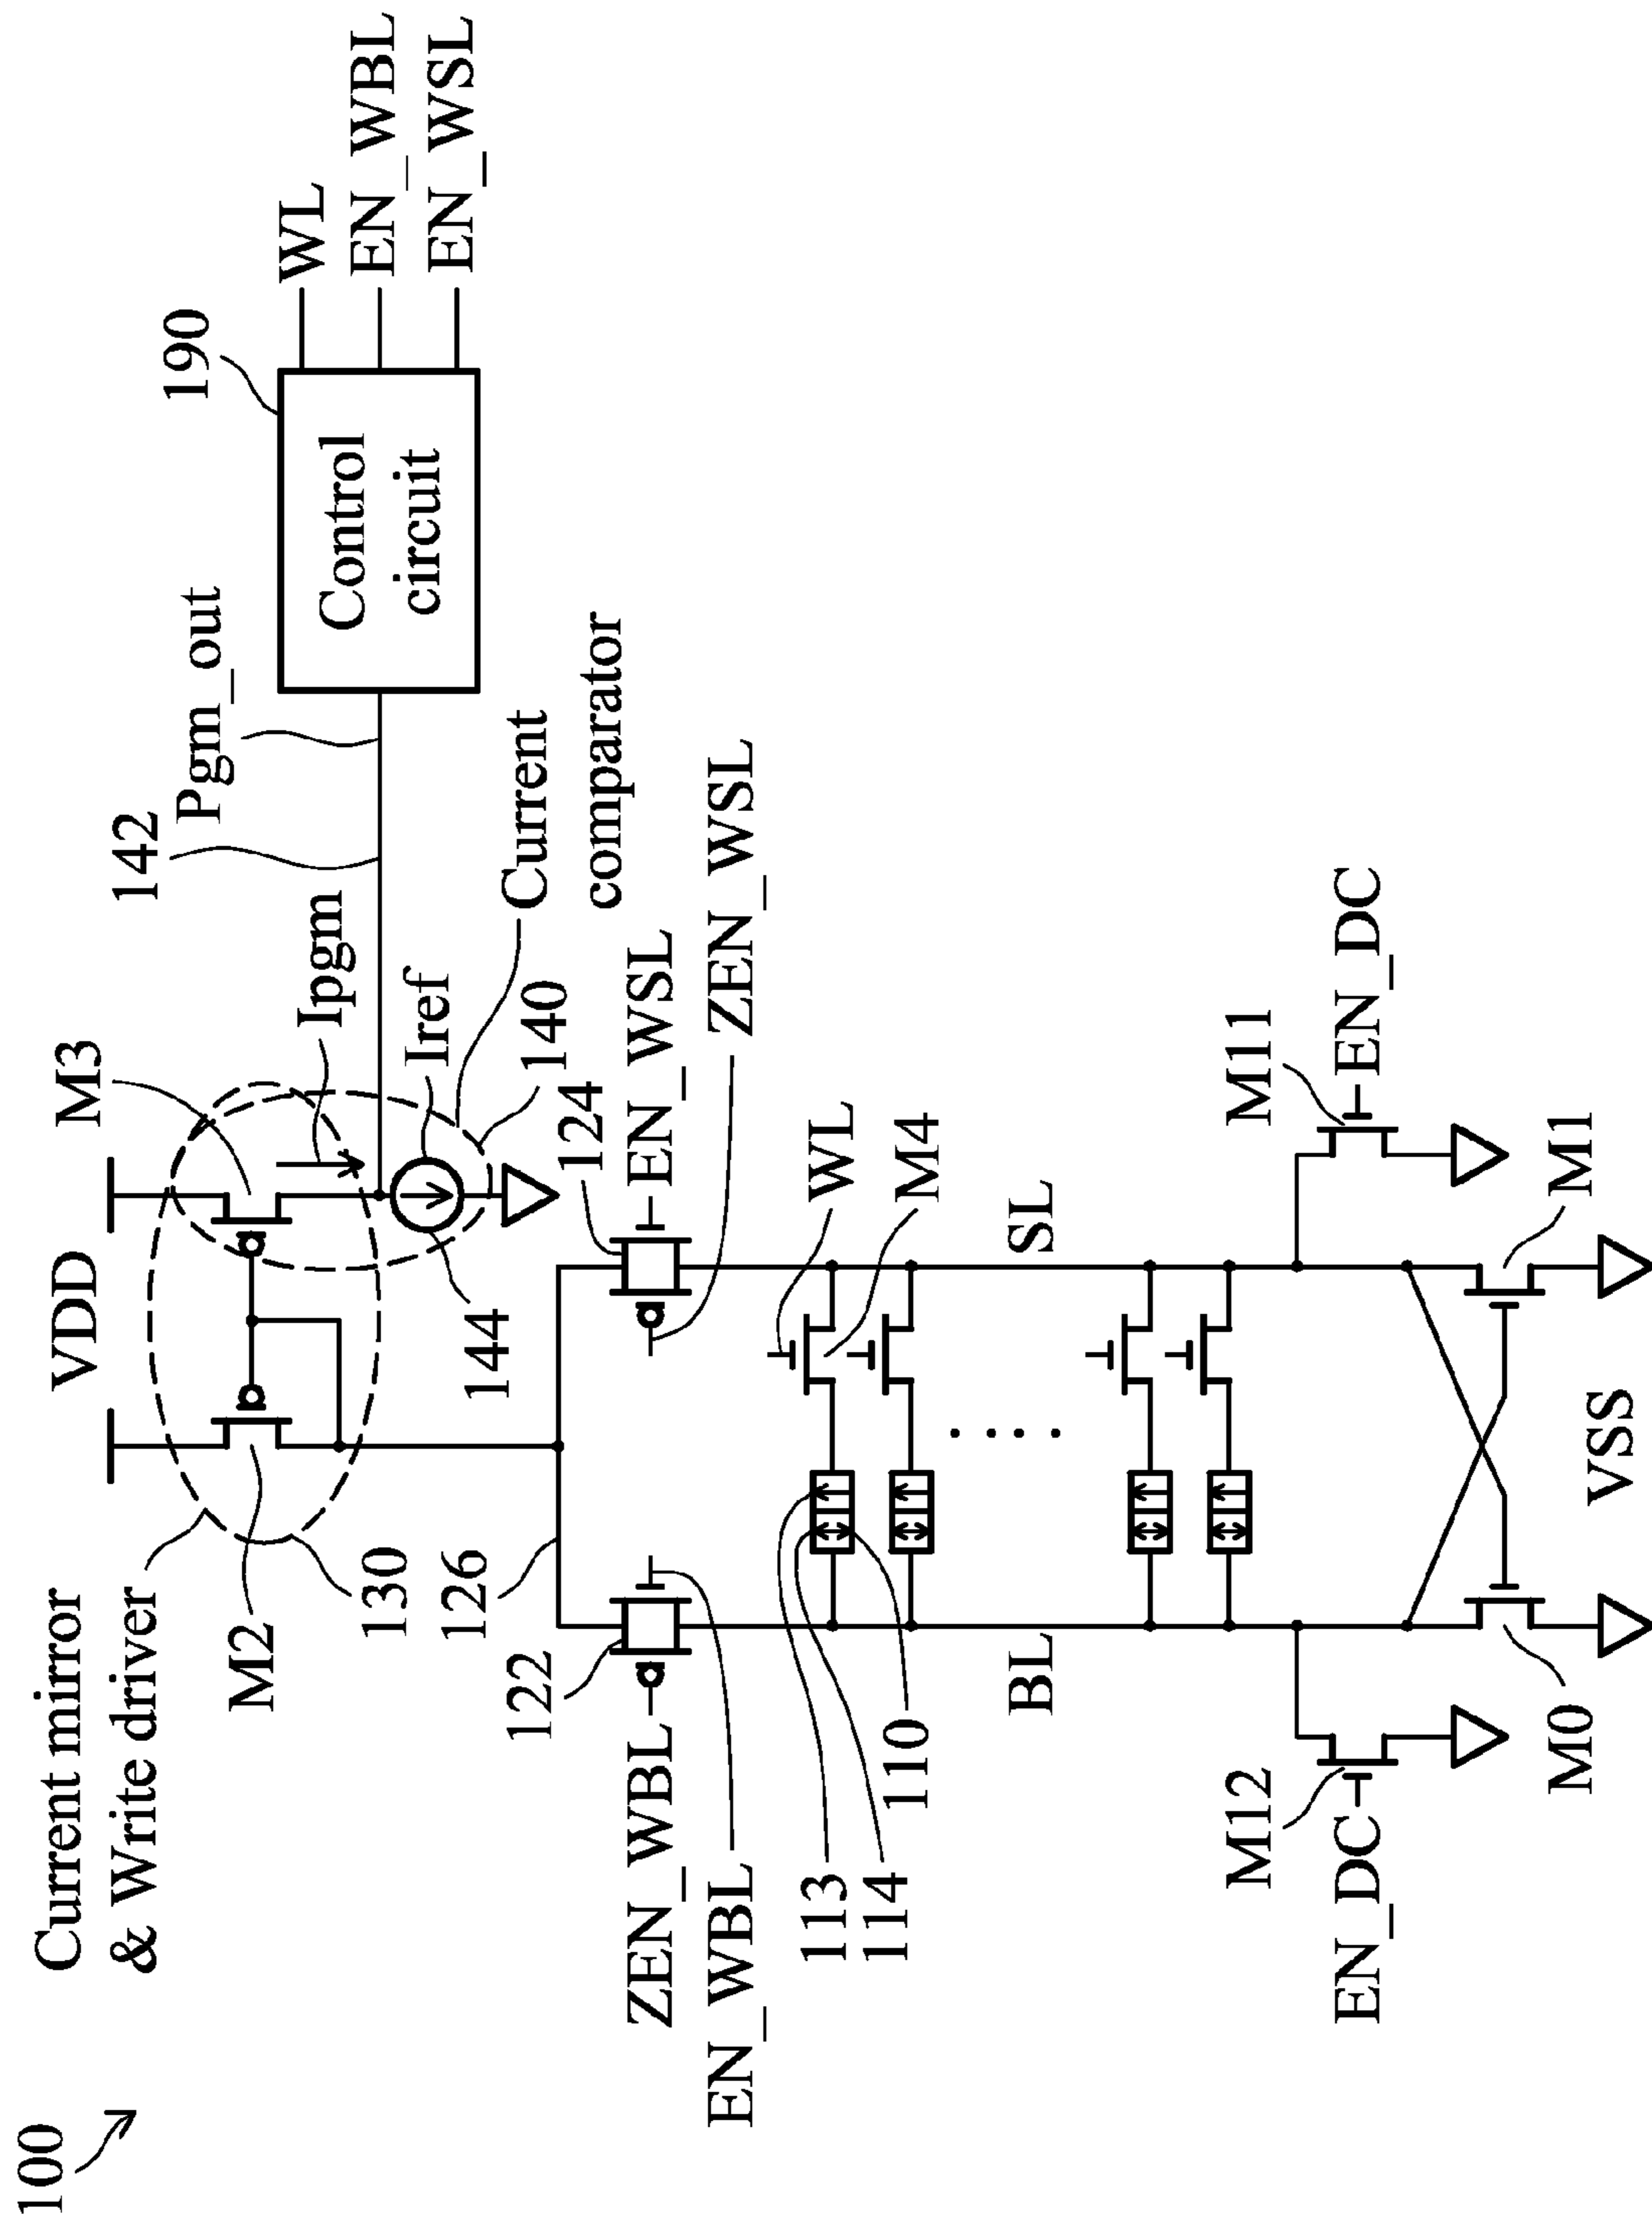 100
Current mirror
& Write driver
VDD
M3
M2
130
126
144
142
Pgm_out
Ipgm
Iref
140
Current
comparator
190
Control
circuit
WL
EN_WBL
EN_WSL
122
ZEN_WBL
EN_WBL
124
EN_WSL
ZEN_WSL
113
114
110
WL
M4
BL
SL
M12
EN_DC
M11
EN_DC
M0
VSS
M1